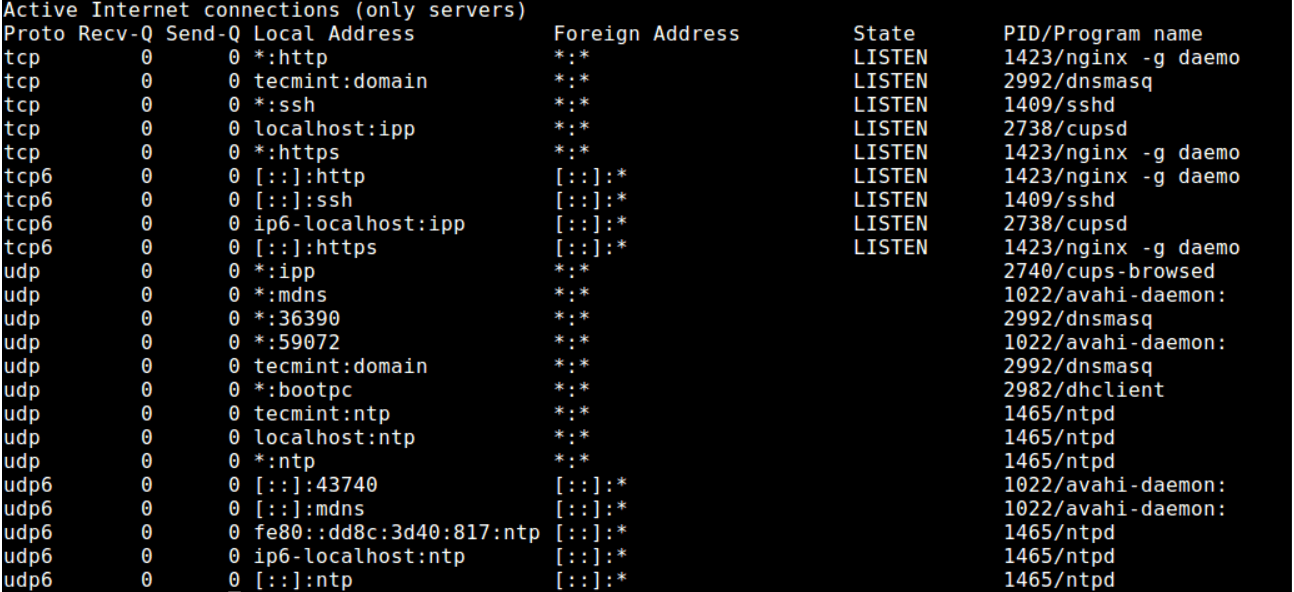 Active Internet connections (only servers)
Proto Recv-Q Send-Q Local Address           Foreign Address         State       PID/Program name
tcp        0      0 *:http                  *:*                     LISTEN      1423/nginx -g daemo
tcp        0      0 tecmint:domain          *:*                     LISTEN      2992/dnsmasq
tcp        0      0 *:ssh                   *:*                     LISTEN      1409/sshd
tcp        0      0 localhost:ipp           *:*                     LISTEN      2738/cupsd
tcp        0      0 *:https                 *:*                     LISTEN      1423/nginx -g daemo
tcp6       0      0 [::]:http               [::]:*                  LISTEN      1423/nginx -g daemo
tcp6       0      0 [::]:ssh                [::]:*                  LISTEN      1409/sshd
tcp6       0      0 ip6-localhost:ipp       [::]:*                  LISTEN      2738/cupsd
tcp6       0      0 [::]:https              [::]:*                  LISTEN      1423/nginx -g daemo
udp        0      0 *:ipp                   *:*                                 2740/cups-browsed
udp        0      0 *:mdns                  *:*                                 1022/avahi-daemon:
udp        0      0 *:36390                 *:*                                 2992/dnsmasq
udp        0      0 *:59072                 *:*                                 1022/avahi-daemon:
udp        0      0 tecmint:domain          *:*                                 2992/dnsmasq
udp        0      0 *:bootpc                *:*                                 2982/dhclient
udp        0      0 tecmint:ntp             *:*                                 1465/ntpd
udp        0      0 localhost:ntp           *:*                                 1465/ntpd
udp        0      0 *:ntp                   *:*                                 1465/ntpd
udp6       0      0 [::]:43740              [::]:*                              1022/avahi-daemon:
udp6       0      0 [::]:mdns               [::]:*                              1022/avahi-daemon:
udp6       0      0 fe80::dd8c:3d40:817:ntp [::]:*                              1465/ntpd
udp6       0      0 ip6-localhost:ntp       [::]:*                              1465/ntpd
udp6       0      0 [::]:ntp                [::]:*                              1465/ntpd